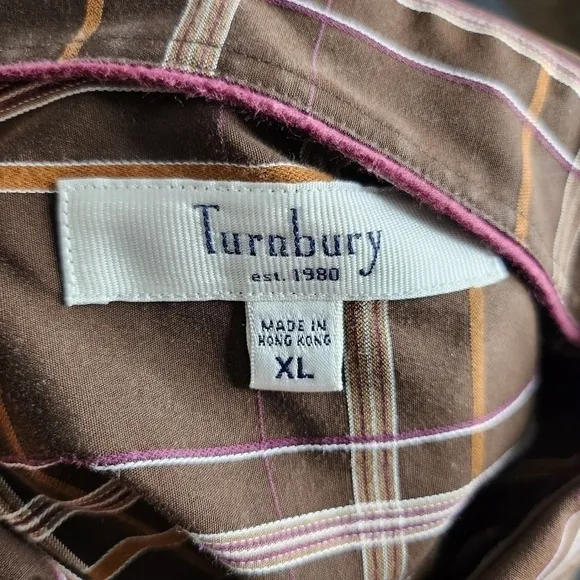 Turnbury
est. 1980
MADE IN
HONG KONG
XL